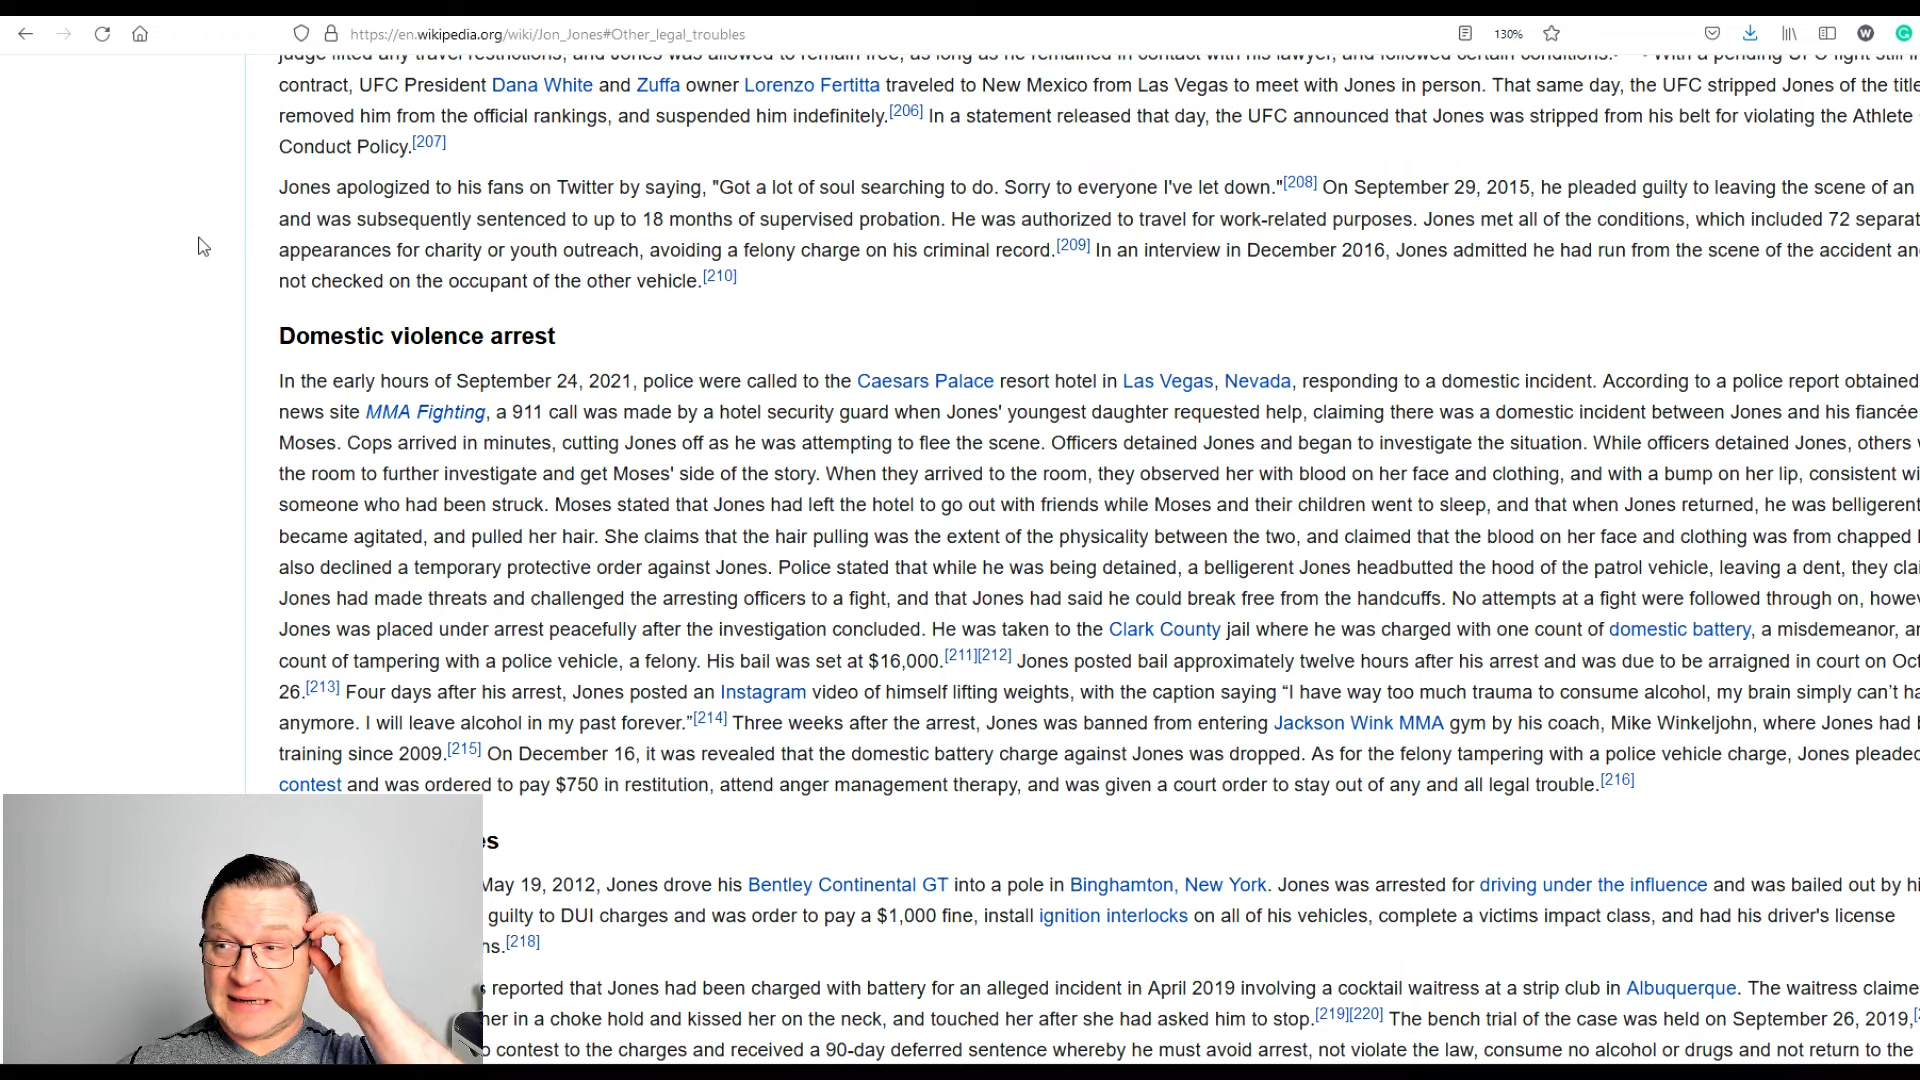 https://en.wikipedia.org/wiki/Jon_Jones#Other_legal_troubles 130%
judge lifted any travel restrictions, and Jones was allowed to remain free, as long as he remained in contact with his lawyer, and followed certain conditions. With a pending UFC fight still
contract, UFC President Dana White and Zuffa owner Lorenzo Fertitta traveled to New Mexico from Las Vegas to meet with Jones in person. That same day, the UFC stripped Jones of the title
removed him from the official rankings, and suspended him indefinitely.[206] In a statement released that day, the UFC announced that Jones was stripped from his belt for violating the Athlete
Conduct Policy.[207]
Jones apologized to his fans on Twitter by saying, "Got a lot of soul searching to do. Sorry to everyone I've let down."[208] On September 29, 2015, he pleaded guilty to leaving the scene of an
and was subsequently sentenced to up to 18 months of supervised probation. He was authorized to travel for work-related purposes. Jones met all of the conditions, which included 72 separat
appearances for charity or youth outreach, avoiding a felony charge on his criminal record.[209] In an interview in December 2016, Jones admitted he had run from the scene of the accident an
not checked on the occupant of the other vehicle.[210]
Domestic violence arrest
In the early hours of September 24, 2021, police were called to the Caesars Palace resort hotel in Las Vegas, Nevada, responding to a domestic incident. According to a police report obtained
news site MMA Fighting, a 911 call was made by a hotel security guard when Jones' youngest daughter requested help, claiming there was a domestic incident between Jones and his fiancée
Moses. Cops arrived in minutes, cutting Jones off as he was attempting to flee the scene. Officers detained Jones and began to investigate the situation. While officers detained Jones, others
the room to further investigate and get Moses' side of the story. When they arrived to the room, they observed her with blood on her face and clothing, and with a bump on her lip, consistent wi
someone who had been struck. Moses stated that Jones had left the hotel to go out with friends while Moses and their children went to sleep, and that when Jones returned, he was belligerent
became agitated, and pulled her hair. She claims that the hair pulling was the extent of the physicality between the two, and claimed that the blood on her face and clothing was from chapped
also declined a temporary protective order against Jones. Police stated that while he was being detained, a belligerent Jones headbutted the hood of the patrol vehicle, leaving a dent, they clai
Jones had made threats and challenged the arresting officers to a fight, and that Jones had said he could break free from the handcuffs. No attempts at a fight were followed through on, howev
Jones was placed under arrest peacefully after the investigation concluded. He was taken to the Clark County jail where he was charged with one count of domestic battery, a misdemeanor, a
count of tampering with a police vehicle, a felony. His bail was set at $16,000.[211][212] Jones posted bail approximately twelve hours after his arrest and was due to be arraigned in court on Oct
26.[213] Four days after his arrest, Jones posted an Instagram video of himself lifting weights, with the caption saying “I have way too much trauma to consume alcohol, my brain simply can’t ha
anymore. I will leave alcohol in my past forever.”[214] Three weeks after the arrest, Jones was banned from entering Jackson Wink MMA gym by his coach, Mike Winkeljohn, where Jones had
training since 2009.[215] On December 16, it was revealed that the domestic battery charge against Jones was dropped. As for the felony tampering with a police vehicle charge, Jones pleaded
contest and was ordered to pay $750 in restitution, attend anger management therapy, and was given a court order to stay out of any and all legal trouble.[216]
es
May 19, 2012, Jones drove his Bentley Continental GT into a pole in Binghamton, New York. Jones was arrested for driving under the influence and was bailed out by hi
guilty to DUI charges and was order to pay a $1,000 fine, install ignition interlocks on all of his vehicles, complete a victims impact class, and had his driver's license
ns.[218]
reported that Jones had been charged with battery for an alleged incident in April 2019 involving a cocktail waitress at a strip club in Albuquerque. The waitress claime
her in a choke hold and kissed her on the neck, and touched her after she had asked him to stop.[219][220] The bench trial of the case was held on September 26, 2019,
o contest to the charges and received a 90-day deferred sentence whereby he must avoid arrest, not violate the law, consume no alcohol or drugs and not return to the